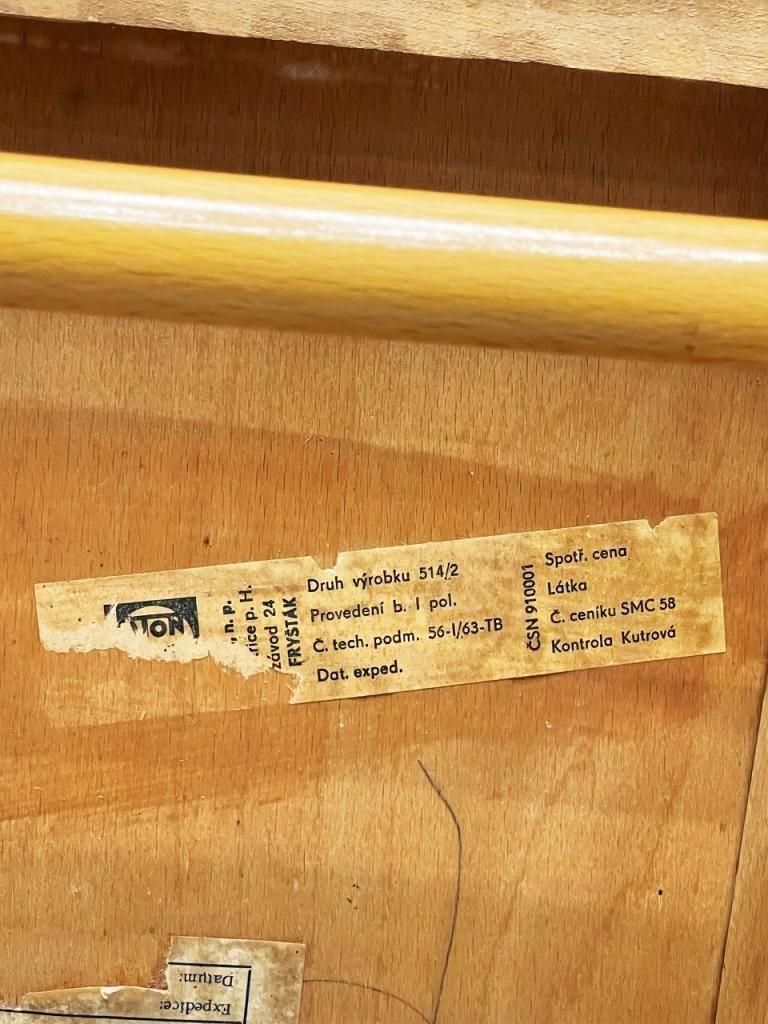 TON
n. p.
závod 24
FRYŠTÁK
Druh výrobku 514/2
Provedení b. I pol.
Č. tech. podm. 56-I/63-TB
Dat. exped.
ČSN 910001
Spotř. cena
Látka
Č. ceníku SMC 58
Kontrola Kutrová
Expedice:
Datum: